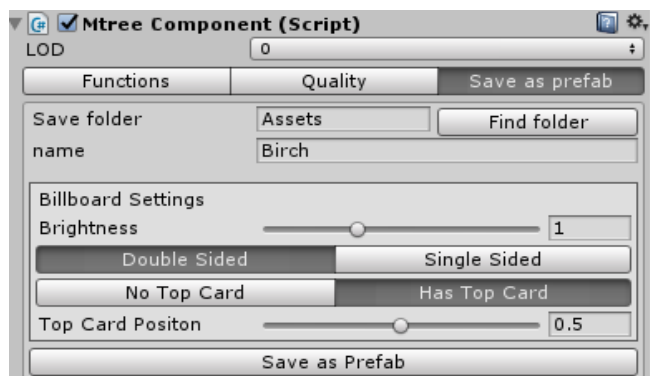 Mtree Component (Script)
LOD 0
Functions Quality Save as prefab
Save folder Assets Find folder
name Birch
Billboard Settings
Brightness 1
Double Sided Single Sided
No Top Card Has Top Card
Top Card Positon 0.5
Save as Prefab